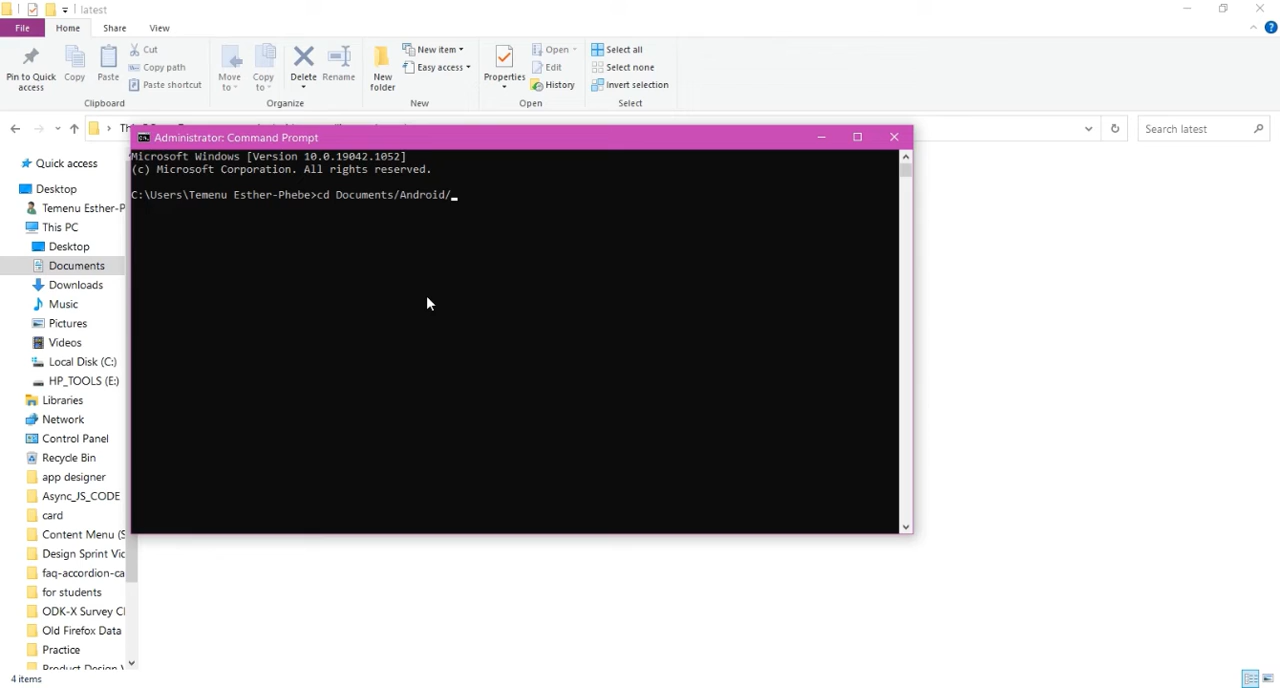 latest
File Home Share View
Pin to Quick access
Copy
Paste
Cut
Copy path
Paste shortcut
Clipboard
Move to
Copy to
Delete
Rename
Organize
New folder
New item
Easy access
New
Properties
Open
Edit
History
Open
Select all
Select none
Invert selection
Select
Search latest
Administrator: Command Prompt
Microsoft Windows [Version 10.0.19042.1052]
(c) Microsoft Corporation. All rights reserved.
C:\Users\Temenu Esther-Phebe>cd Documents/Android/
Quick access
Desktop
Temenu Esther-P
This PC
Desktop
Documents
Downloads
Music
Pictures
Videos
Local Disk (C:)
HP_TOOLS (E:)
Libraries
Network
Control Panel
Recycle Bin
app designer
Async_JS_CODE
card
Content Menu (S
Design Sprint Vic
faq-accordion-ca
for students
ODK-X Survey Cl
Old Firefox Data
Practice
Product Design
4 items